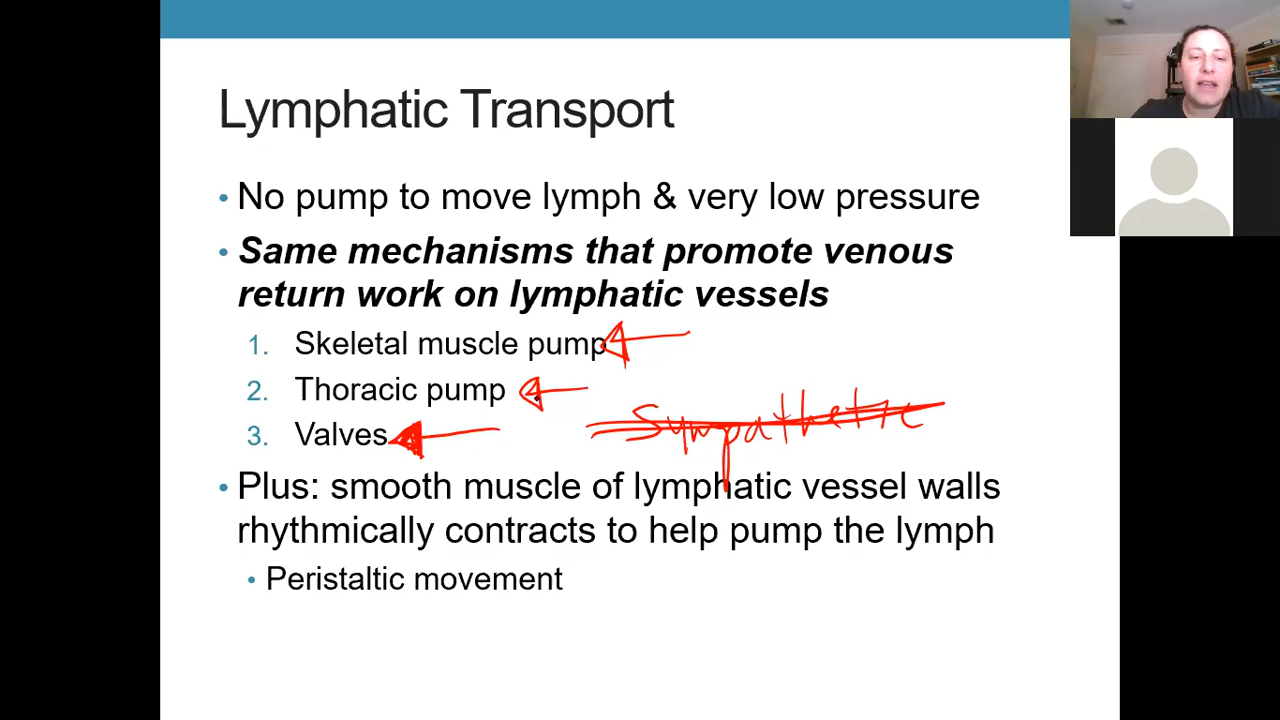 Lymphatic Transport
• No pump to move lymph & very low pressure
• Same mechanisms that promote venous
return work on lymphatic vessels
1. Skeletal muscle pump
2. Thoracic pump
Sympathetic
3. Valves
• Plus: smooth muscle of lymphatic vessel walls
rhythmically contracts to help pump the lymph
• Peristaltic movement